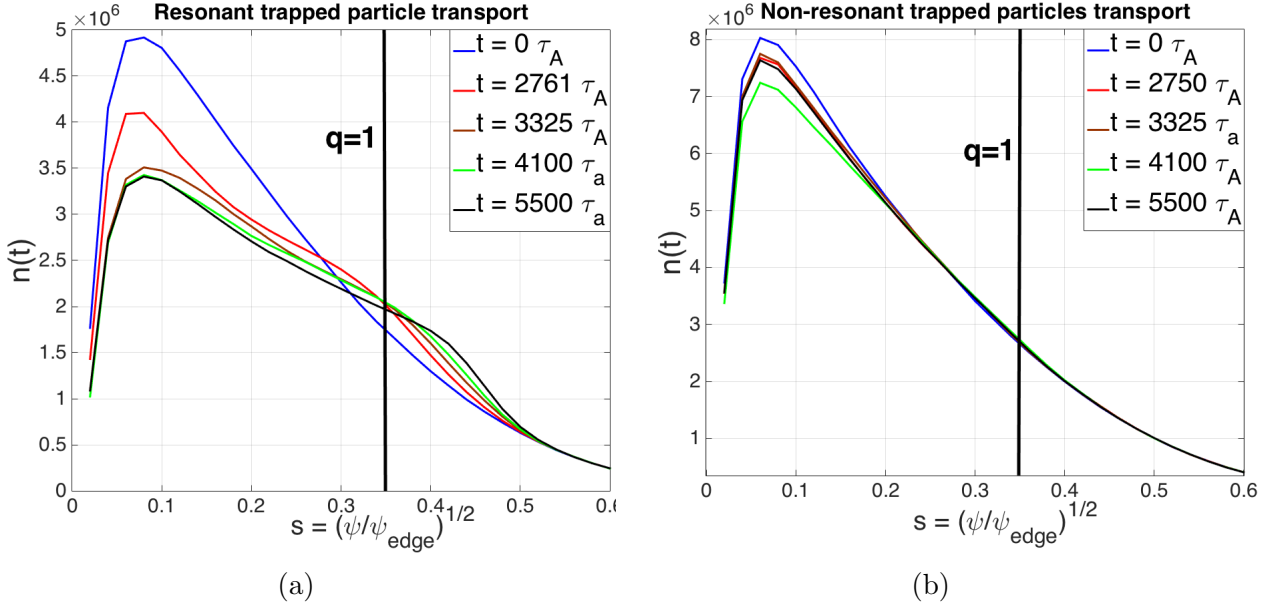 Resonant trapped particle transport
×10⁶
5
4.5
4
3.5
3
2.5
2
1.5
1
0.5
0
n(t)
t = 0 τ_A
t = 2761 τ_A
t = 3325 τ_A
t = 4100 τ_a
t = 5500 τ_a
q=1
0 0.1 0.2 0.3 0.4 0.5 0.6
s = (ψ/ψ_edge)^1/2
(a)
Non-resonant trapped particles transport
×10⁶
8
7
6
5
4
3
2
1
n(t)
t = 0 τ_A
t = 2750 τ_A
t = 3325 τ_a
t = 4100 τ_A
t = 5500 τ_A
q=1
0 0.1 0.2 0.3 0.4 0.5 0.6
s = (ψ/ψ_edge)^1/2
(b)